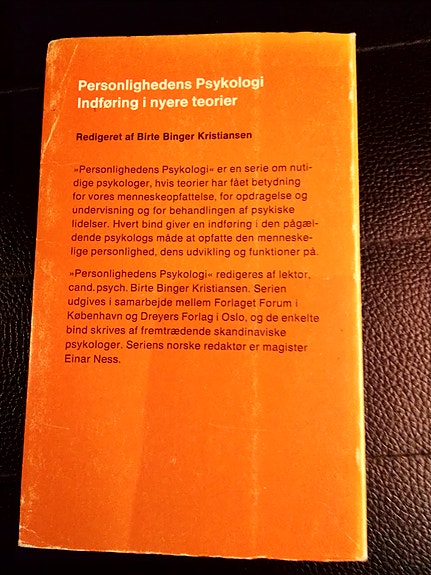 Personlighedens Psykologi
Indføring i nyere teorier
Redigeret af Birte Binger Kristiansen
»Personlighedens Psykologi« er en serie om nuti-
dige psykologer, hvis teorier har fået betydning
for vores menneskeopfattelse, for opdragelse og
undervisning og for behandlingen af psykiske
lidelser. Hvert bind giver en indføring i den pågæl-
dende psykologs måde at opfatte den menneske-
lige personlighed, dens udvikling og funktioner på.
»Personlighedens Psykologi« redigeres af lektor,
cand.psych. Birte Binger Kristiansen. Serien
udgives i samarbejde mellem Forlaget Forum i
København og Dreyers Forlag i Oslo, og de enkelte
bind skrives af fremtrædende skandinaviske
psykologer. Seriens norske redaktør er magister
Einar Ness.